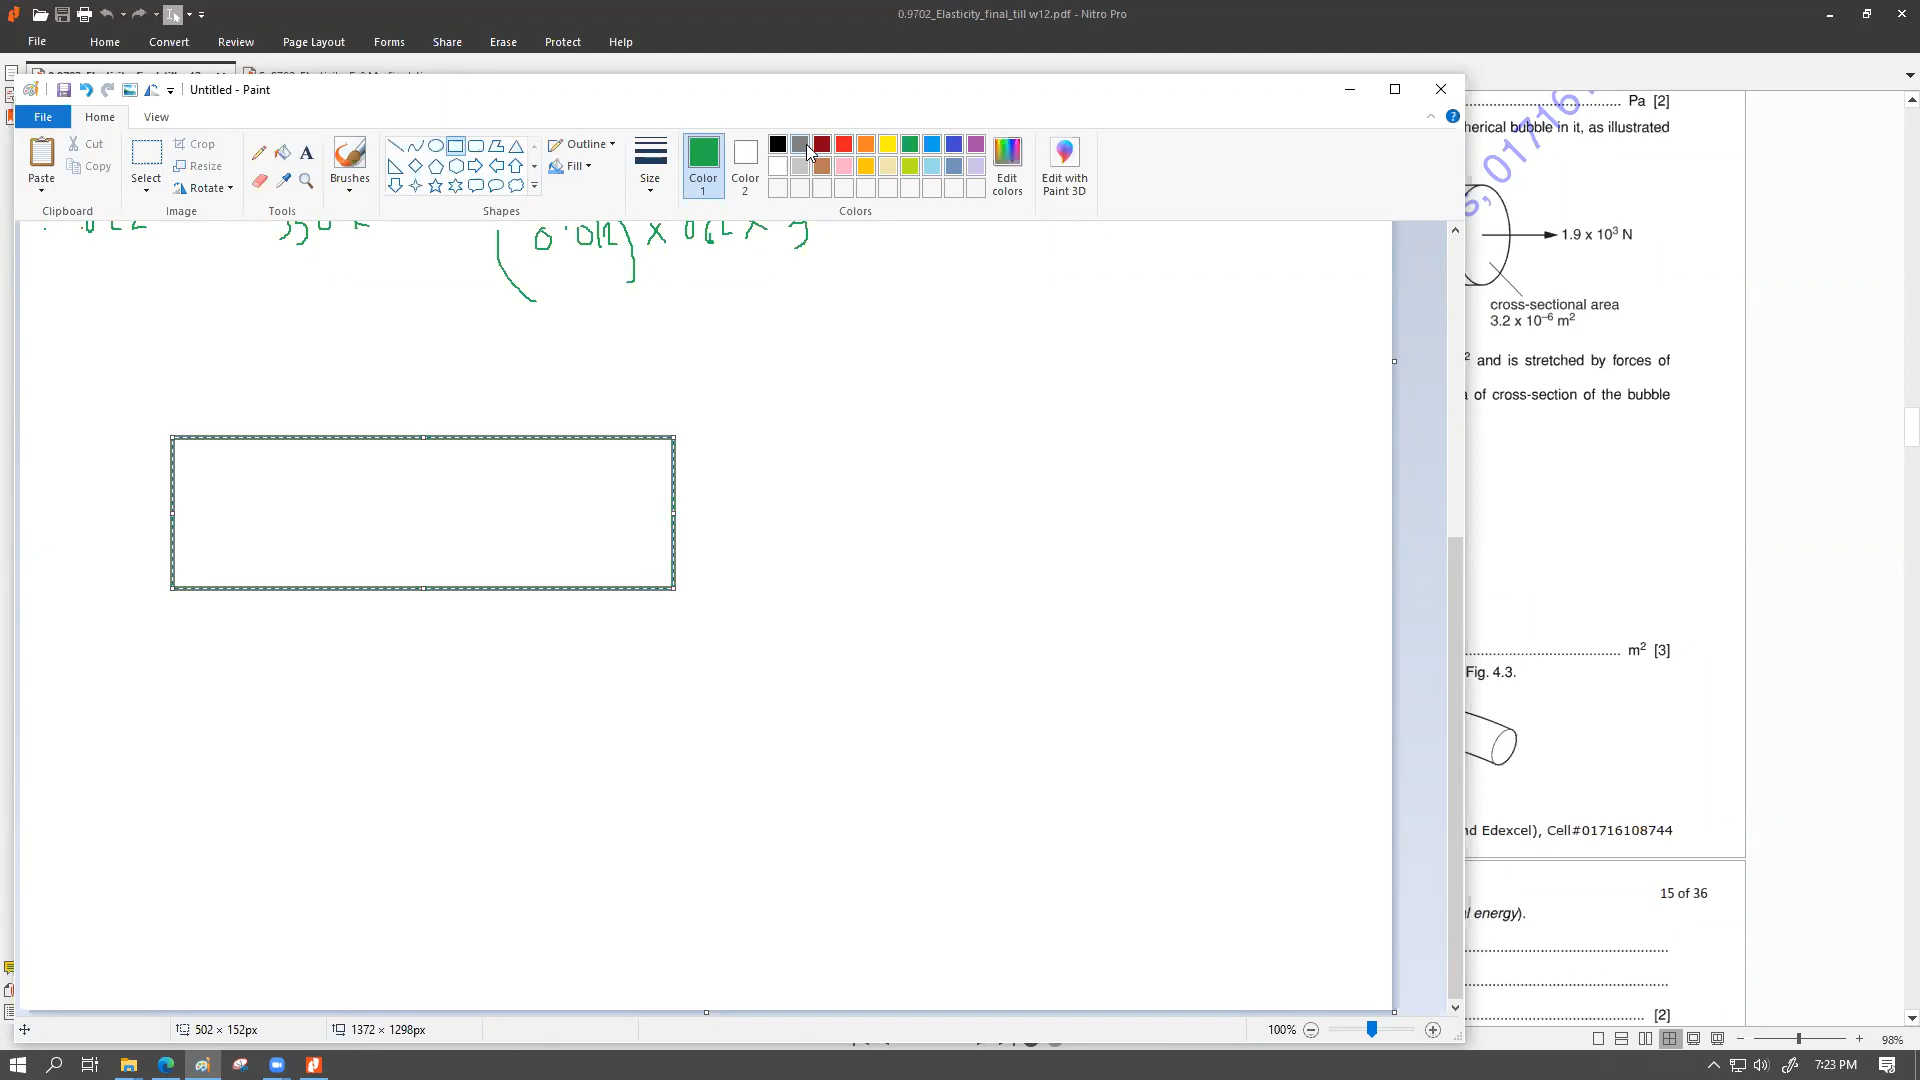 0.9702_Elasticity_final_till w12.pdf - Nitro Pro
File Home Convert Review Page Layout Forms Share Erase Protect Help
Untitled - Paint
File Home View
Paste Cut Copy
Clipboard
Select Crop Resize Rotate
Image
A
Tools
Brushes
Outline Fill
Shapes
Size
Color 1
Color 2
Colors
Edit colors
Edit with Paint 3D
0.012 x
Pa [2]
herical bubble in it, as illustrated
s, 01716
1.9 x 10³ N
cross-sectional area
3.2 x 10⁻⁶ m²
² and is stretched by forces of
of cross-section of the bubble
m² [3]
Fig. 4.3.
nd Edexcel), Cell#01716108744
15 of 36
energy).
[2]
502 × 152px 1372 × 1298px 100%
98%
7:23 PM